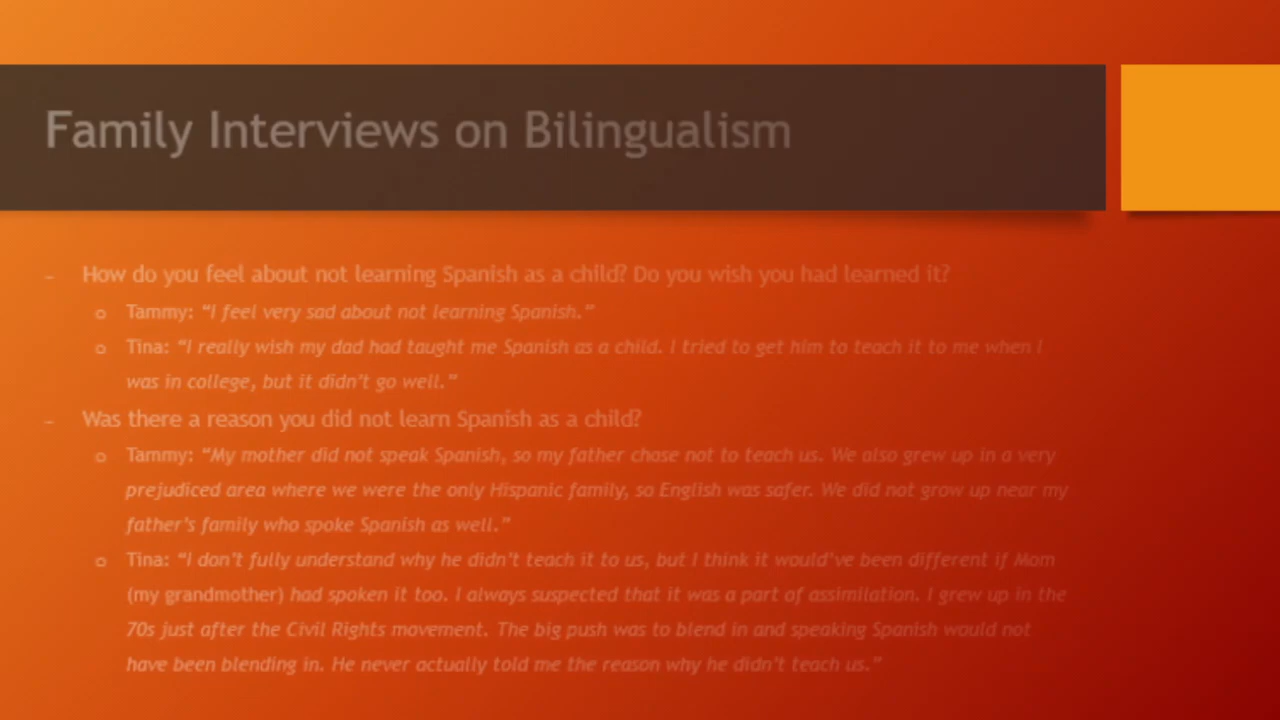 Family Interviews on Bilingualism
- How do you feel about not learning Spanish as a child? Do you wish you had learned it?
o Tammy: “I feel very sad about not learning Spanish.”
o Tina: “I really wish my dad had taught me Spanish as a child. I tried to get him to teach it to me when I
was in college, but it didn’t go well.”
- Was there a reason you did not learn Spanish as a child?
o Tammy: “My mother did not speak Spanish, so my father chose not to teach us. We also grew up in a very
prejudiced area where we were the only Hispanic family, so English was safer. We did not grow up near my
father’s family who spoke Spanish as well.”
o Tina: “I don’t fully understand why he didn’t teach it to us, but I think it would’ve been different if Mom
(my grandmother) had spoken it too. I always suspected that it was a part of assimilation. I grew up in the
70s just after the Civil Rights movement. The big push was to blend in and speaking Spanish would not
have been blending in. He never actually told me the reason why he didn’t teach us.”